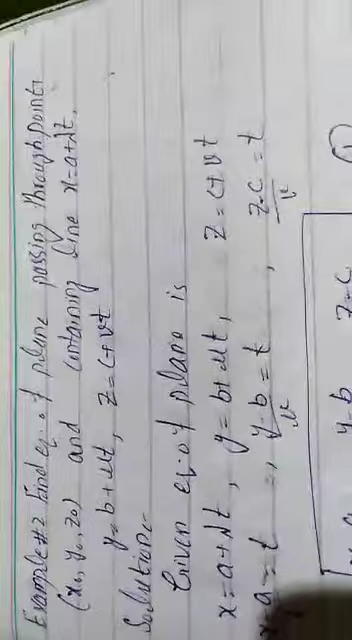 Example #2 Find eq. of plane passing through points
(x₀, y₀, z₀) and containing line x=a+λt,
y=b+μt, z=c+νt
Solution:-
Given eq. of plane is
x=a+λt, y=b+μt, z=c+νt
a = t, y-b/μ = t, z-c/ν = t
y-b z-c